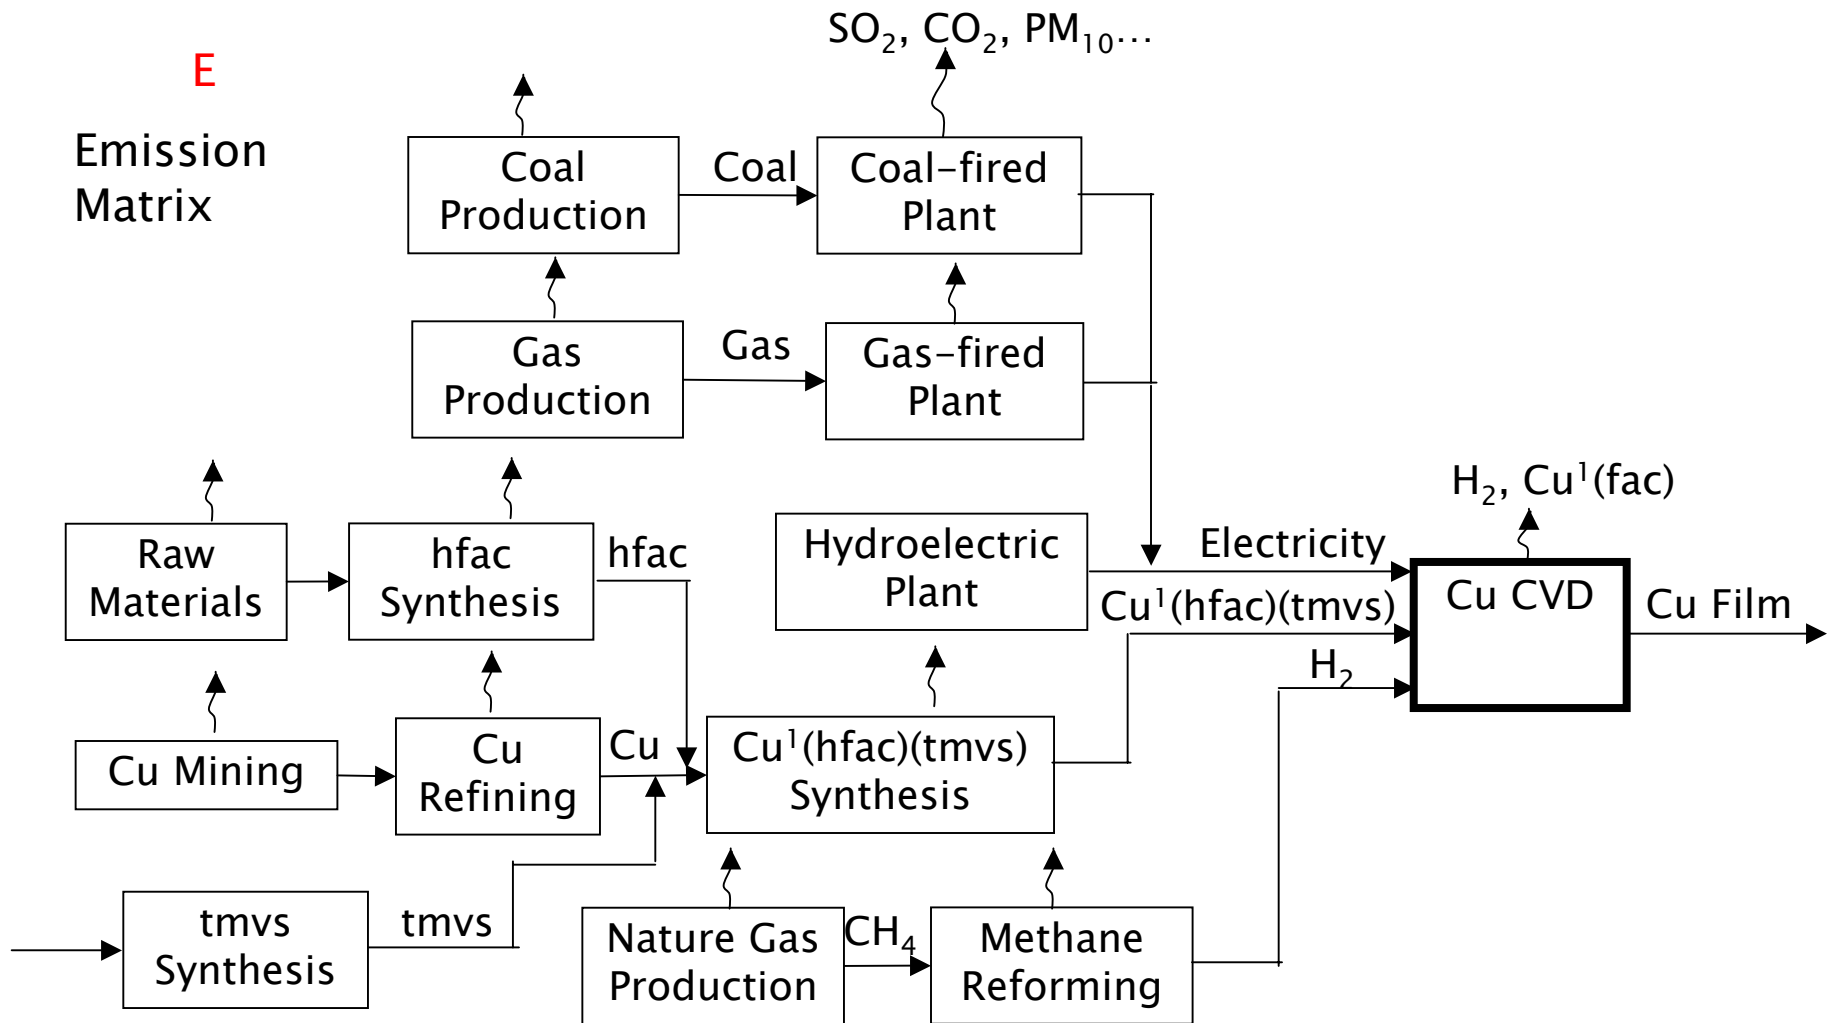 SO₂, CO₂, PM₁₀…
E
Emission
Matrix
Coal
Production
Coal
Coal-fired
Plant
Gas
Production
Gas
Gas-fired
Plant
H₂, Cu¹(fac)
Raw
Materials
hfac
Synthesis
hfac
Hydroelectric
Plant
Electricity
Cu¹(hfac)(tmvs)
H₂
Cu CVD
Cu Film
Cu Mining
Cu
Refining
Cu
Cu¹(hfac)(tmvs)
Synthesis
tmvs
Synthesis
tmvs
Nature Gas
Production
CH₄
Methane
Reforming